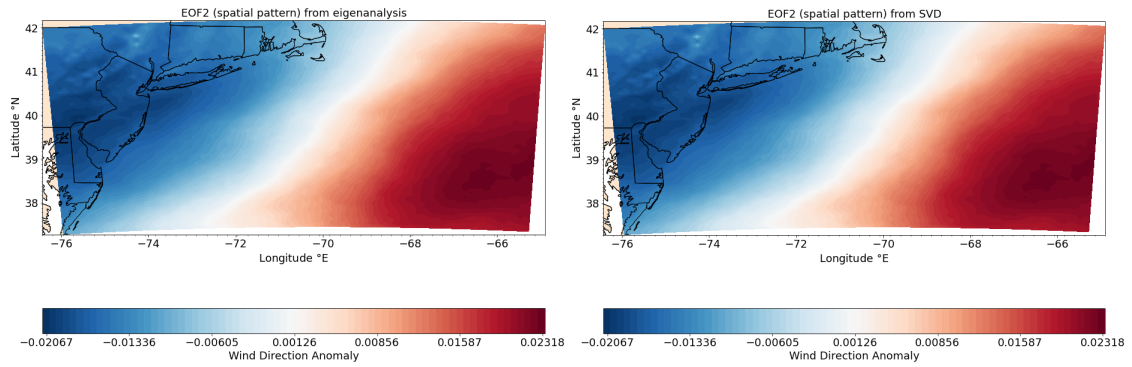 EOF2 (spatial pattern) from eigenanalysis
42
41
40
39
38
Latitude °N
−76 −74 −72 −70 −68 −66
Longitude °E
−0.02067 −0.01336 −0.00605 0.00126 0.00856 0.01587 0.02318
Wind Direction Anomaly
EOF2 (spatial pattern) from SVD
42
41
40
39
38
Latitude °N
−76 −74 −72 −70 −68 −66
Longitude °E
−0.02067 −0.01336 −0.00605 0.00126 0.00856 0.01587 0.02318
Wind Direction Anomaly